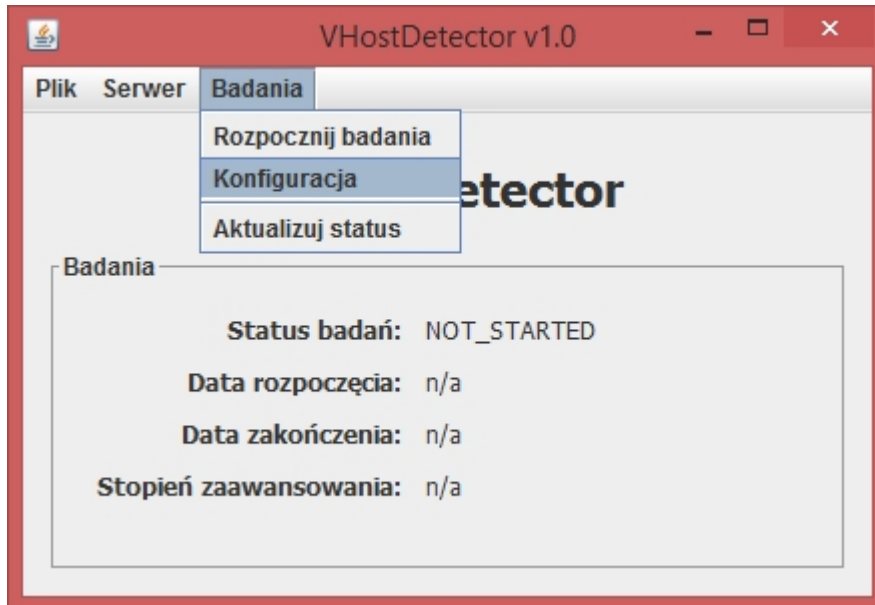 VHostDetector v1.0
Plik Serwer Badania
Rozpocznij badania
Konfiguracja
etector
Aktualizuj status
Badania
Status badań: NOT_STARTED
Data rozpoczęcia: n/a
Data zakończenia: n/a
Stopień zaawansowania: n/a